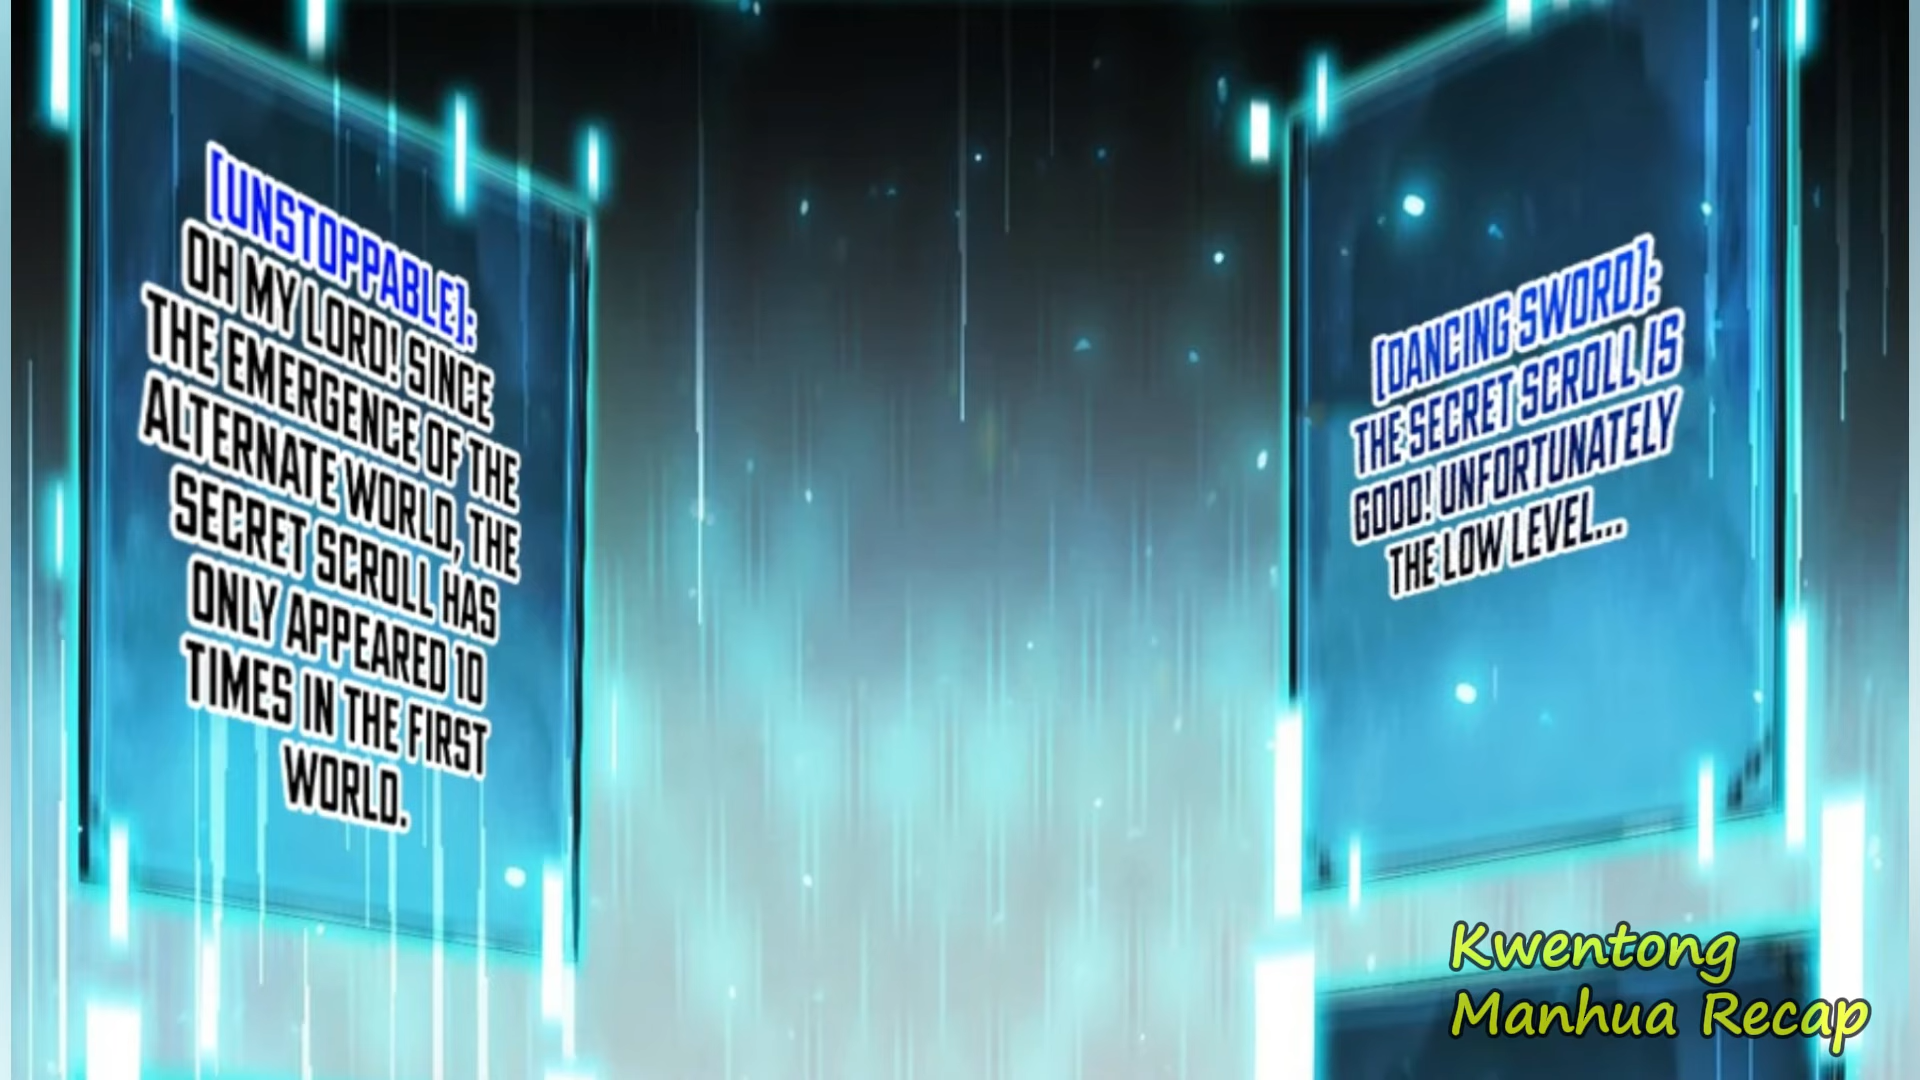 [UNSTOPPABLE]:
OH MY LORD! SINCE
THE EMERGENCE OF THE
ALTERNATE WORLD, THE
SECRET SCROLL HAS
ONLY APPEARED 10
TIMES IN THE FIRST
WORLD.
[DANCING SWORD]:
THE SECRET SCROLL IS
GOOD! UNFORTUNATELY
THE LOW LEVEL...
Kwentong
Manhua Recap